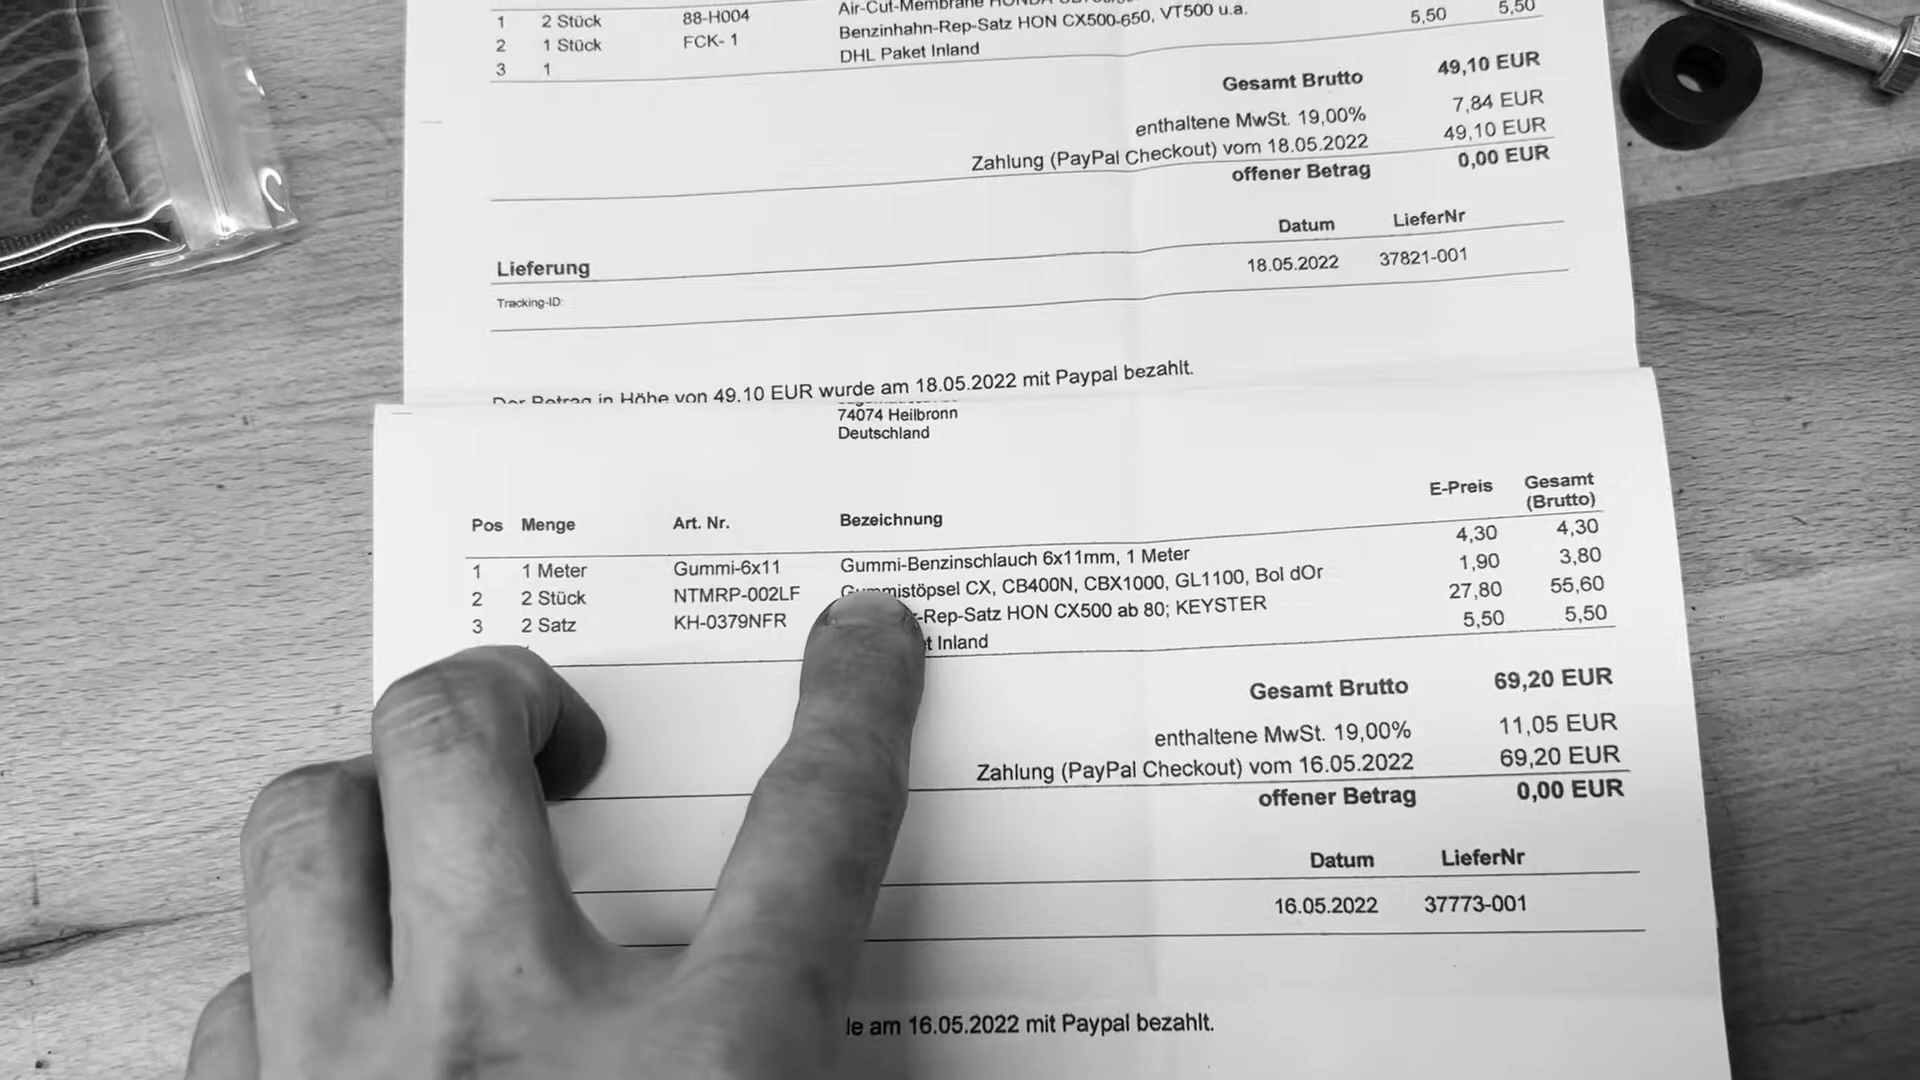 1 2 Stück 88-H004 Air-Cut-Membrane HONDA
2 1 Stück FCK- 1 Benzinhahn-Rep-Satz HON CX500-650, VT500 u.a. 5,50 5,50
3 1 DHL Paket Inland
Gesamt Brutto 49,10 EUR
enthaltene MwSt. 19,00% 7,84 EUR
Zahlung (PayPal Checkout) vom 18.05.2022 49,10 EUR
offener Betrag 0,00 EUR
Datum LieferNr
Lieferung 18.05.2022 37821-001
Tracking-ID:
Der Betrag in Höhe von 49,10 EUR wurde am 18.05.2022 mit Paypal bezahlt.
74074 Heilbronn
Deutschland
Pos Menge Art. Nr. Bezeichnung E-Preis Gesamt
(Brutto)
1 1 Meter Gummi-6x11 Gummi-Benzinschlauch 6x11mm, 1 Meter 4,30 4,30
2 2 Stück NTMRP-002LF Gummistöpsel CX, CB400N, CBX1000, GL1100, Bol dOr 1,90 3,80
3 2 Satz KH-0379NFR -Rep-Satz HON CX500 ab 80; KEYSTER 27,80 55,60
et Inland 5,50 5,50
Gesamt Brutto 69,20 EUR
enthaltene MwSt. 19,00% 11,05 EUR
Zahlung (PayPal Checkout) vom 16.05.2022 69,20 EUR
offener Betrag 0,00 EUR
Datum LieferNr
16.05.2022 37773-001
le am 16.05.2022 mit Paypal bezahlt.